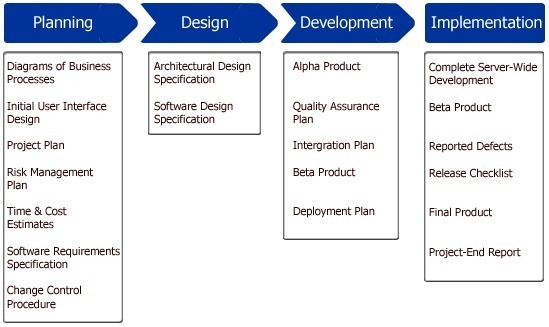 Planning
Design
Development
Implementation
Diagrams of Business
Processes
Initial User Interface
Design
Project Plan
Risk Management
Plan
Time & Cost
Estimates
Software Requirements
Specification
Change Control
Procedure
Architectural Design
Specification
Software Design
Specification
Alpha Product
Quality Assurance
Plan
Intergration Plan
Beta Product
Deployment Plan
Complete Server-Wide
Development
Beta Product
Reported Defects
Release Checklist
Final Product
Project-End Report